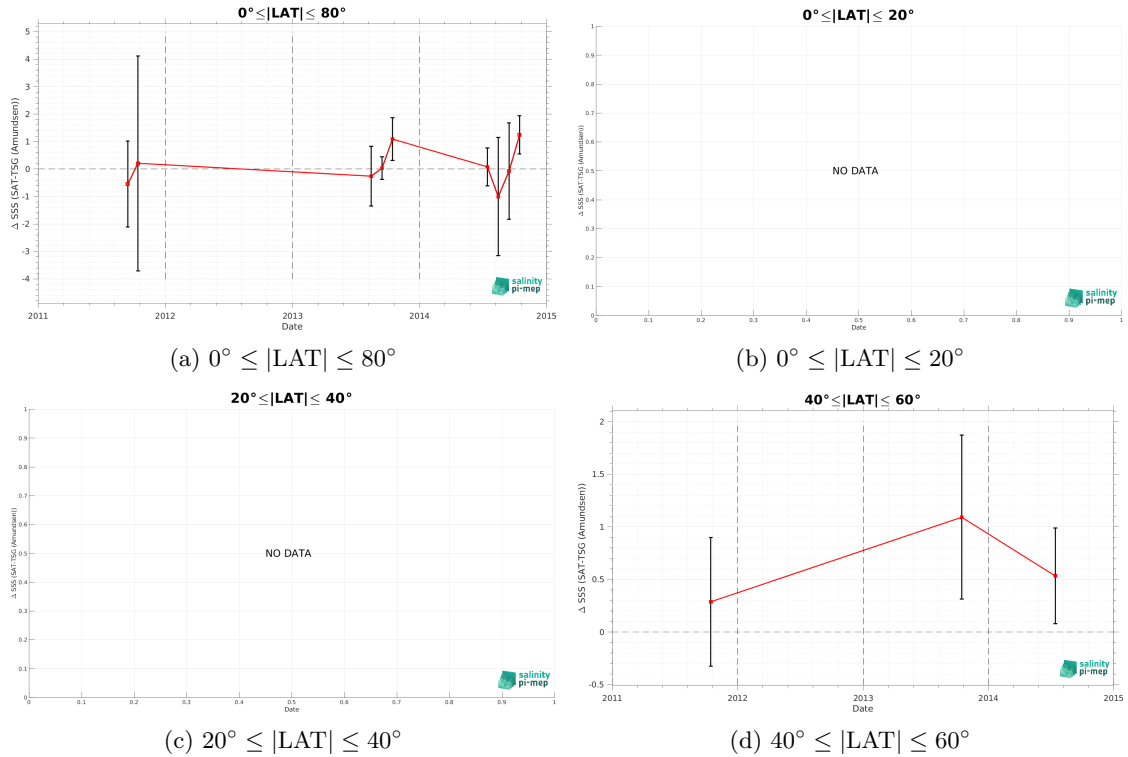 0°≤|LAT|≤ 80°
5
4
3
2
1
0
-1
-2
-3
-4
Δ SSS (SAT-TSG (Amundsen))
2011 2012 2013 2014 2015
Date
salinity
pi-mep
(a) 0° ≤ |LAT| ≤ 80°
0°≤|LAT|≤ 20°
1
0.9
0.8
0.7
0.6
0.5
0.4
0.3
0.2
0.1
0
Δ SSS (SAT-TSG (Amundsen))
NO DATA
0 0.1 0.2 0.3 0.4 0.5 0.6 0.7 0.8 0.9 1
Date
salinity
pi-mep
(b) 0° ≤ |LAT| ≤ 20°
20°≤|LAT|≤ 40°
1
0.9
0.8
0.7
0.6
0.5
0.4
0.3
0.2
0.1
0
Δ SSS (SAT-TSG (Amundsen))
NO DATA
0 0.1 0.2 0.3 0.4 0.5 0.6 0.7 0.8 0.9 1
Date
salinity
pi-mep
(c) 20° ≤ |LAT| ≤ 40°
40°≤|LAT|≤ 60°
2
1.5
1
0.5
0
-0.5
Δ SSS (SAT-TSG (Amundsen))
2011 2012 2013 2014 2015
Date
salinity
pi-mep
(d) 40° ≤ |LAT| ≤ 60°